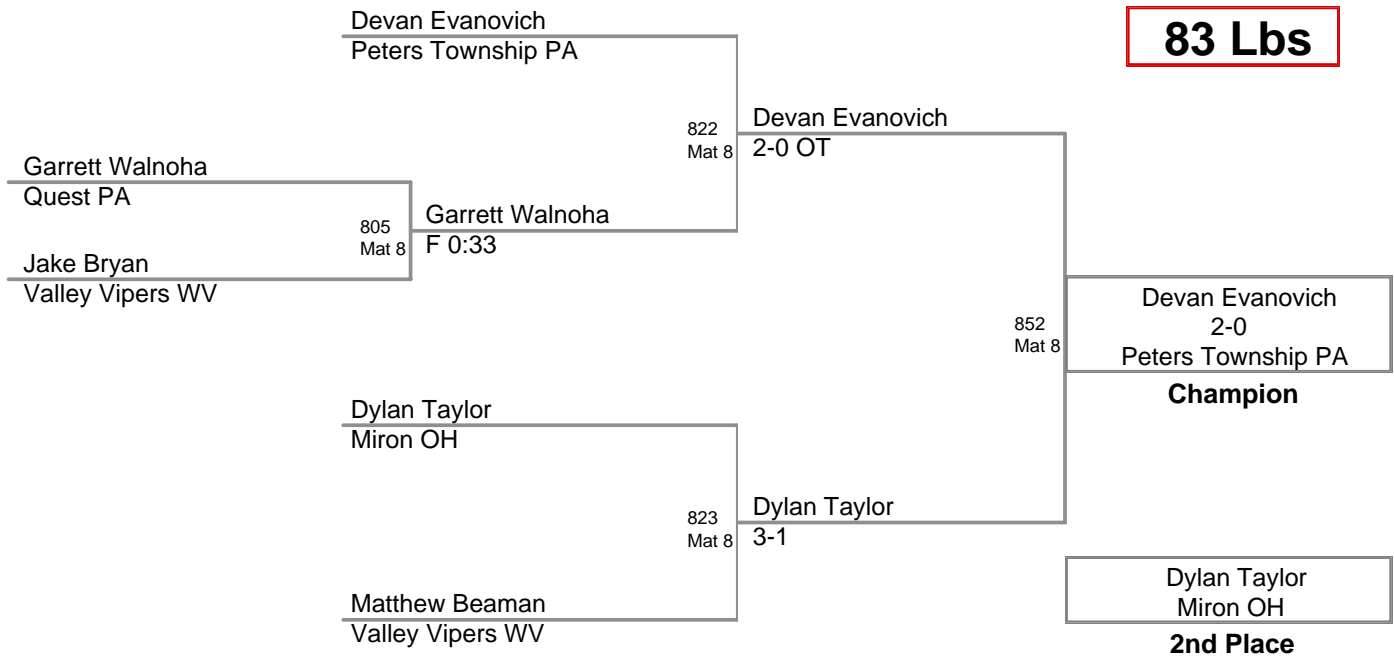 Devan Evanovich
Peters Township PA
83 Lbs
822
Mat 8
Devan Evanovich
2-0 OT
Garrett Walnoha
Quest PA
805
Mat 8
Garrett Walnoha
F 0:33
Jake Bryan
Valley Vipers WV
852
Mat 8
Devan Evanovich
2-0
Peters Township PA
Champion
Dylan Taylor
Miron OH
823
Mat 8
Dylan Taylor
3-1
Matthew Beaman
Valley Vipers WV
Dylan Taylor
Miron OH
2nd Place